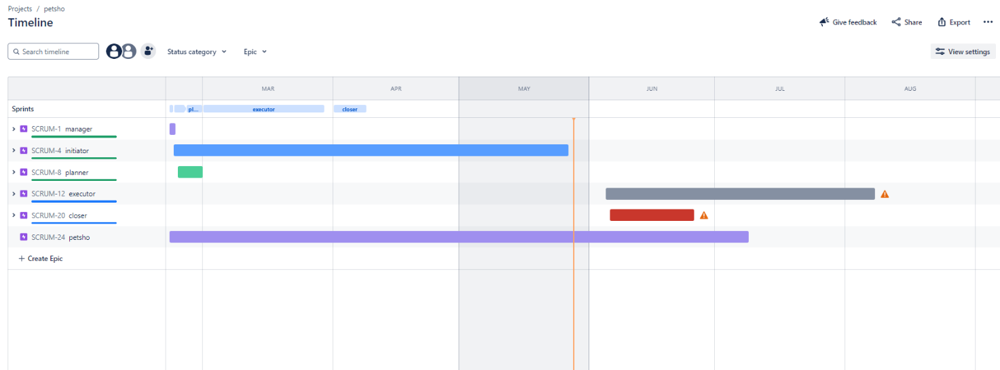 Projects / petsho
Timeline
Give feedback Share Export
Search timeline Status category Epic View settings
MAR APR MAY JUN JUL AUG
Sprints pl... executor closer
SCRUM-1 manager
SCRUM-4 initiator
SCRUM-8 planner
SCRUM-12 executor
SCRUM-20 closer
SCRUM-24 petsho
+ Create Epic